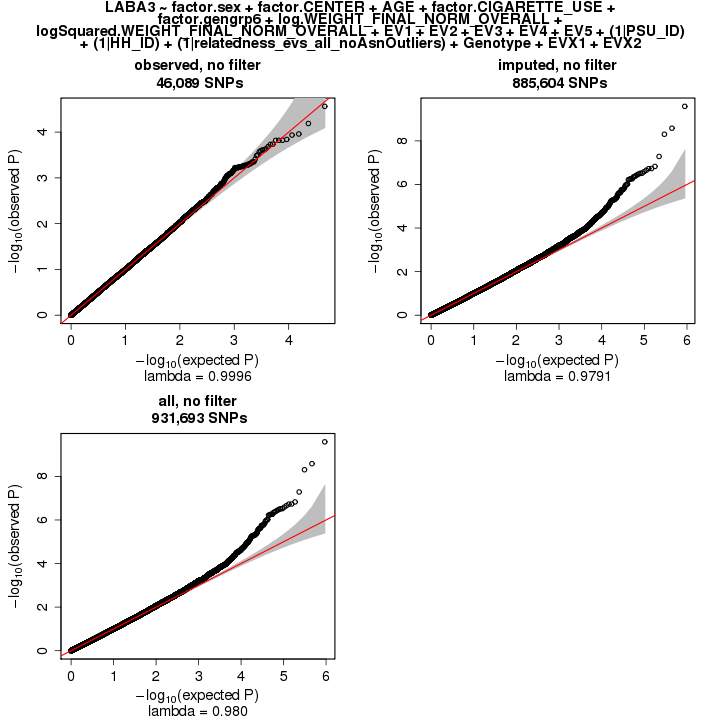 LABA3 ~ factor.sex + factor.CENTER + AGE + factor.CIGARETTE_USE +
factor.gengrp6 + log.WEIGHT_FINAL_NORM_OVERALL +
logSquared.WEIGHT_FINAL_NORM_OVERALL + EV1 + EV2 + EV3 + EV4 + EV5 + (1|PSU_ID)
+ (1|HH_ID) + (1|relatedness_evs_all_noAsnOutliers) + Genotype + EVX1 + EVX2
observed, no filter
46,089 SNPs
−log10(observed P)
0 1 2 3 4
0 1 2 3 4
−log10(expected P)
lambda = 0.9996
imputed, no filter
885,604 SNPs
−log10(observed P)
0 2 4 6 8
0 1 2 3 4 5 6
−log10(expected P)
lambda = 0.9791
all, no filter
931,693 SNPs
−log10(observed P)
0 2 4 6 8
0 1 2 3 4 5 6
−log10(expected P)
lambda = 0.980